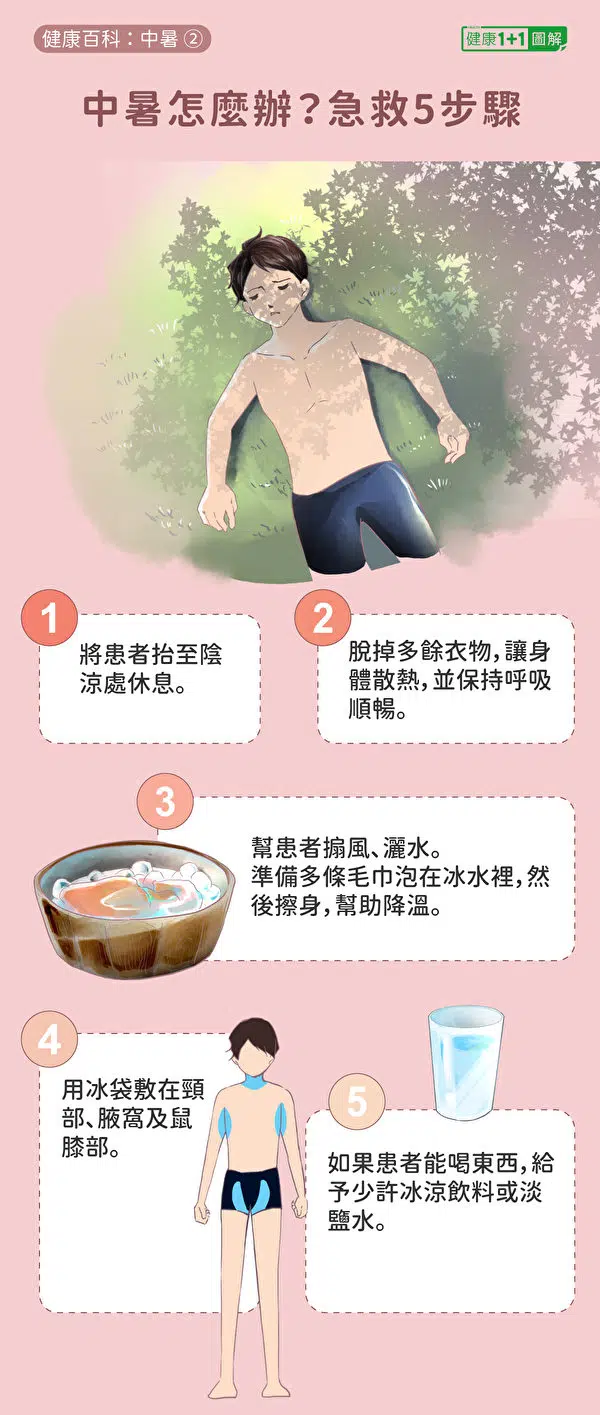 健康百科：中暑②
健康1+1圖解
中暑怎麼辦？急救5步驟
1
將患者抬至陰
涼處休息。
2
脫掉多餘衣物，讓身
體散熱，並保持呼吸
順暢。
3
幫患者搧風、灑水。
準備多條毛巾泡在冰水裡，然
後擦身，幫助降溫。
4
用冰袋敷在頸
部、腋窩及鼠
膝部。
5
如果患者能喝東西，給
予少許冰涼飲料或淡
鹽水。